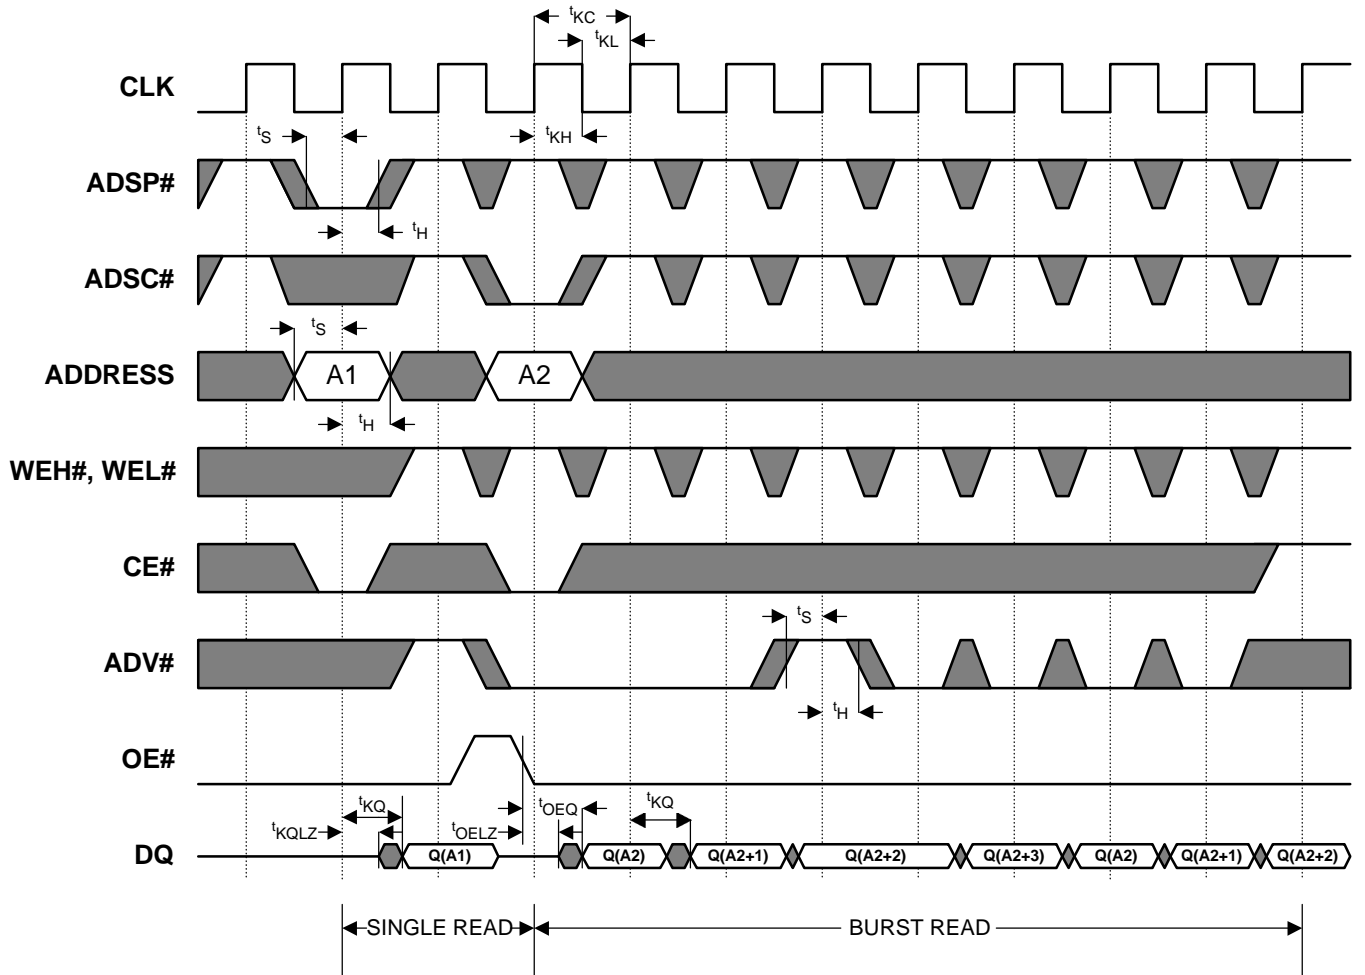 tKC
tKL
CLK
tS
tKH
ADSP#
tH
ADSC#
tS
ADDRESS A1 A2
tH
WEH#, WEL#
CE#
tS
ADV#
tH
OE#
tKQ tOEQ tKQ
tKQLZ tOELZ
DQ Q(A1) Q(A2) Q(A2+1) Q(A2+2) Q(A2+3) Q(A2) Q(A2+1) Q(A2+2)
SINGLE READ BURST READ